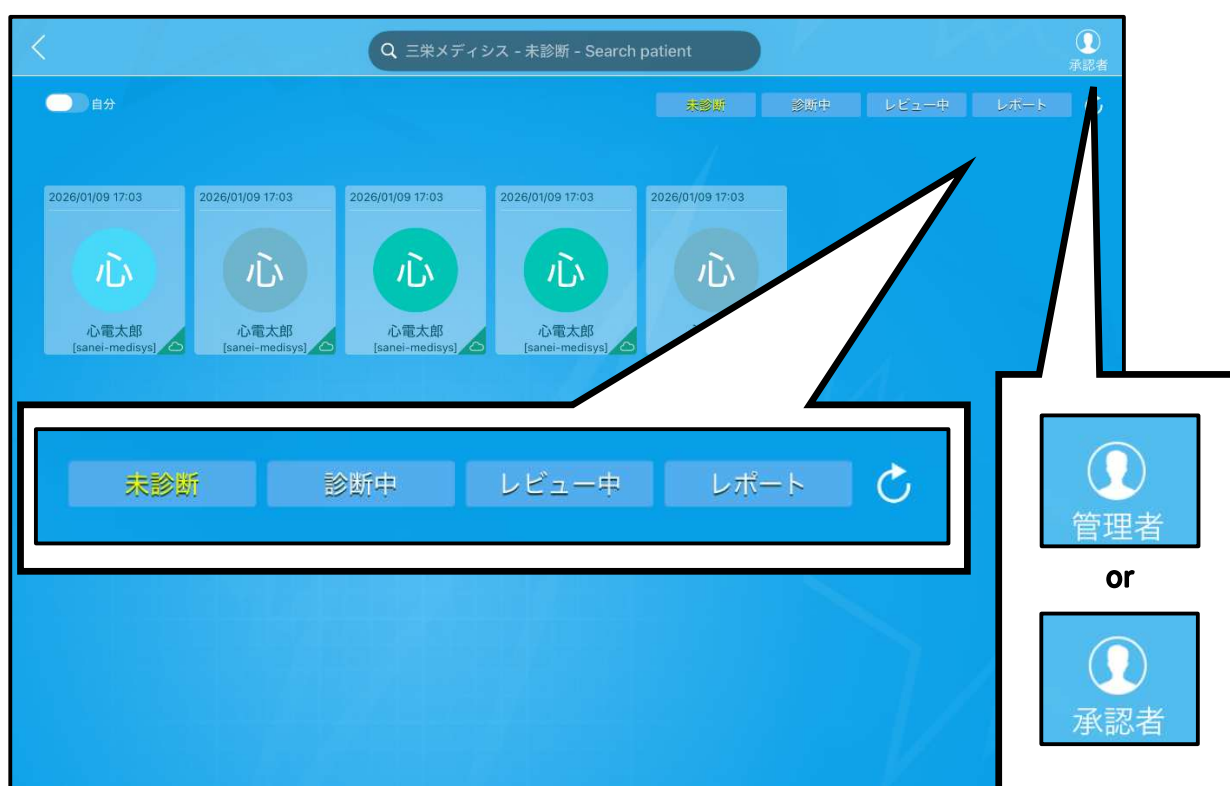 三栄メディシス - 未診断 - Search patient
承認者
自分
未診断 診断中 レビュー中 レポート
2026/01/09 17:03 2026/01/09 17:03 2026/01/09 17:03 2026/01/09 17:03 2026/01/09 17:03
心 心 心 心 心
心電太郎 心電太郎 心電太郎 心電太郎
[sanei-medisys] [sanei-medisys] [sanei-medisys] [sanei-medisys]
未診断 診断中 レビュー中 レポート
管理者
or
承認者